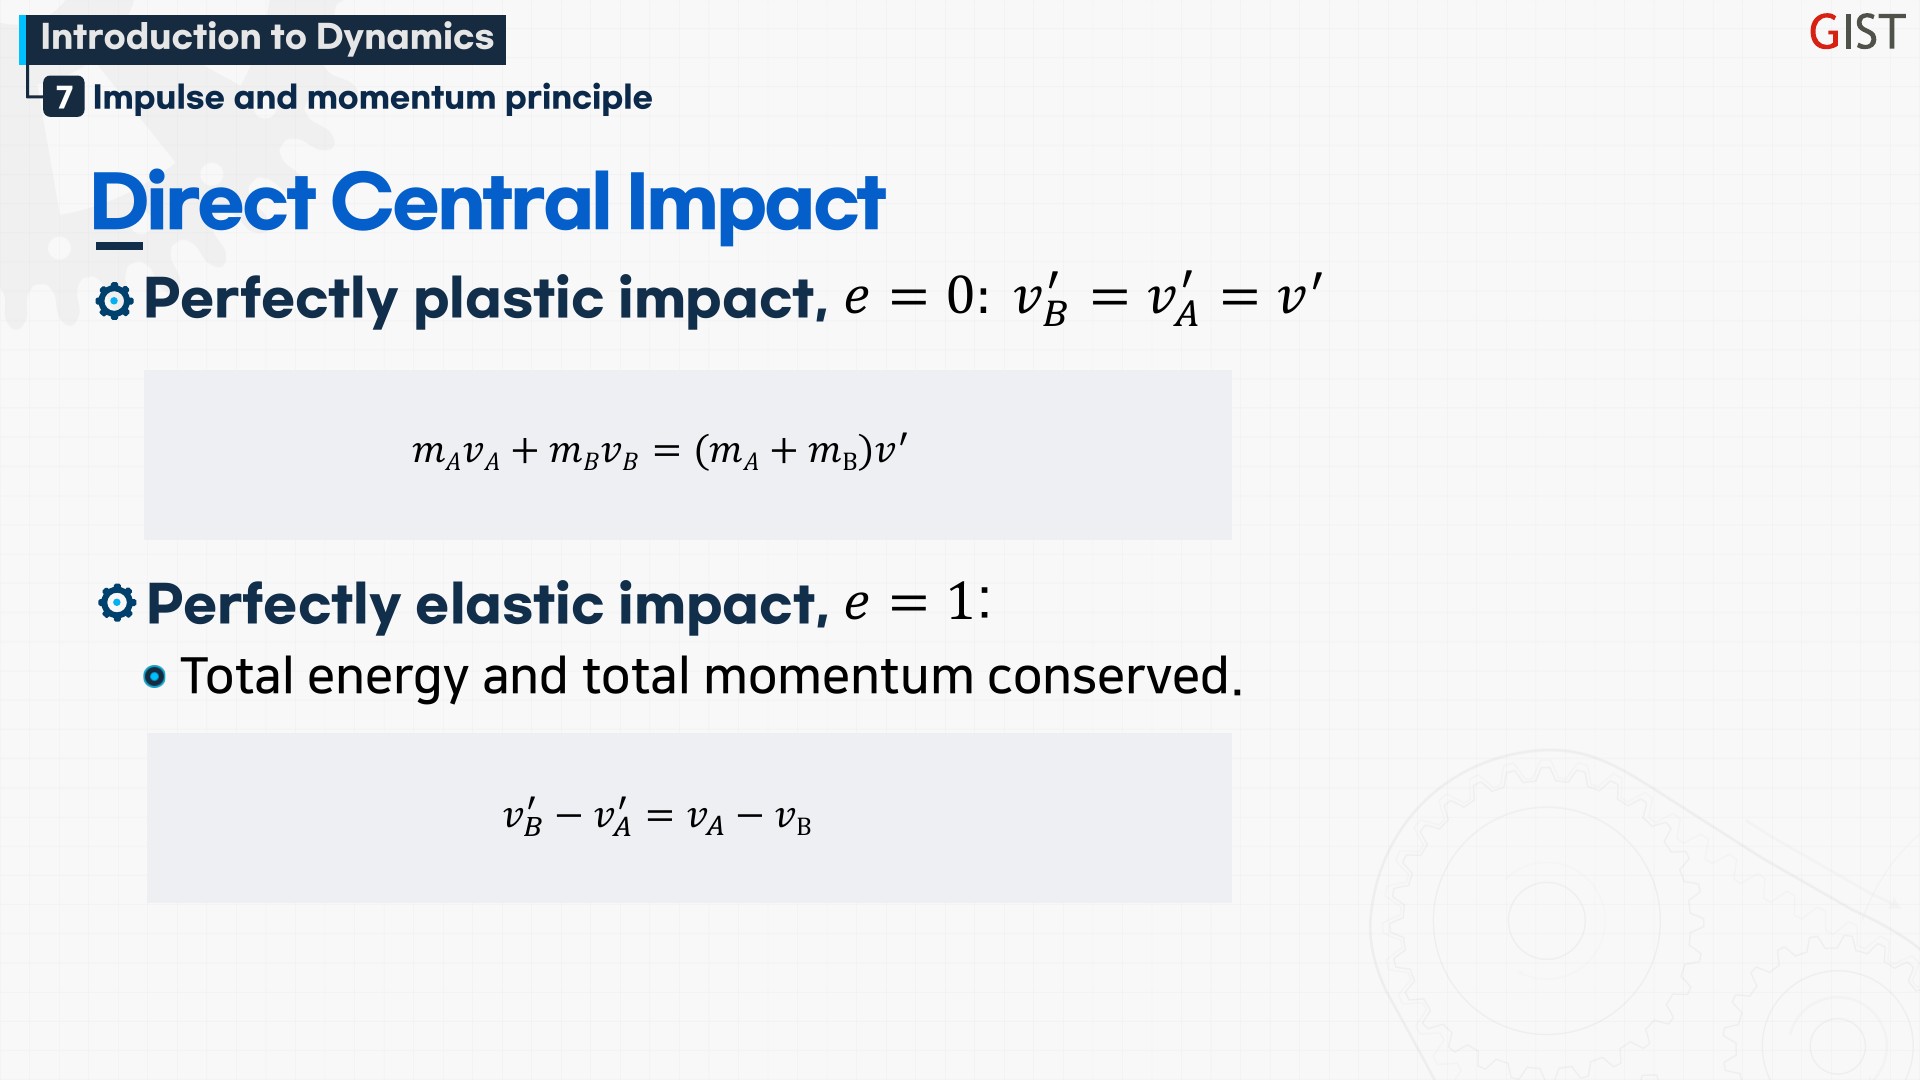 Introduction to Dynamics
GIST
7 Impulse and momentum principle
Direct Central Impact
Perfectly plastic impact, e = 0: v′_B = v′_A = v′
m_A v_A + m_B v_B = (m_A + m_B)v′
Perfectly elastic impact, e = 1:
Total energy and total momentum conserved.
v′_B − v′_A = v_A − v_B